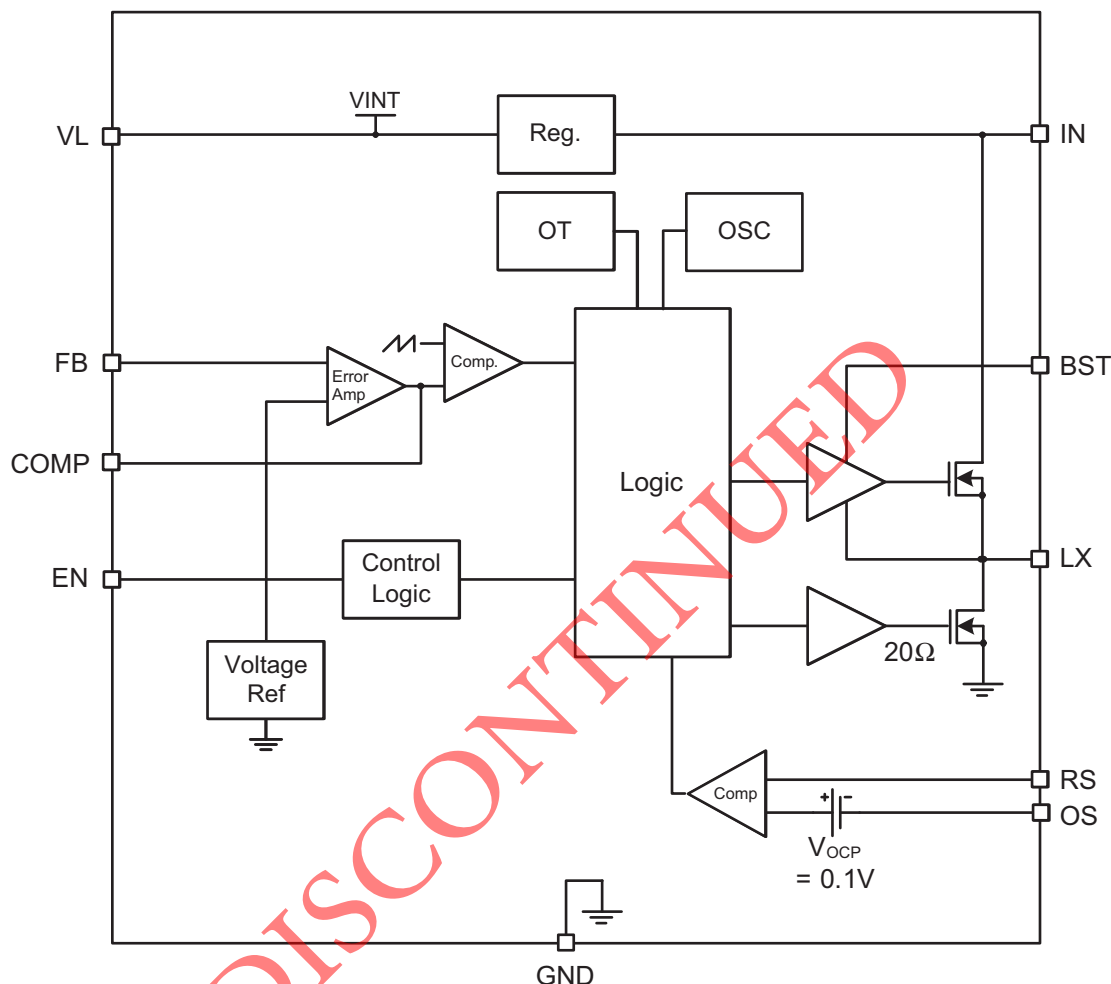 VINT
VL
Reg.
IN
OT
OSC
FB
Error
Amp
Comp.
BST
COMP
Logic
EN
Control
Logic
LX
20Ω
Voltage
Ref
RS
Comp
OS
VOCP
= 0.1V
GND
DISCONTINUED